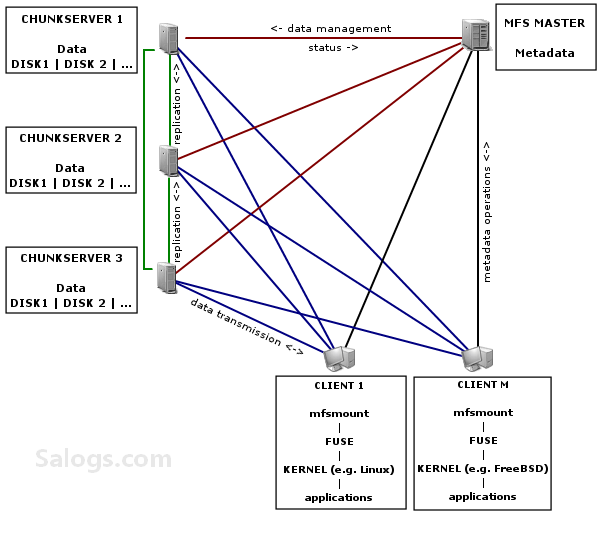 CHUNKSERVER 1
Data
DISK1 | DISK 2 | ...
<- data management
status ->
MFS MASTER
Metadata
replication <->
CHUNKSERVER 2
Data
DISK1 | DISK 2 | ...
replication <->
metadata operations <->
CHUNKSERVER 3
Data
DISK1 | DISK 2 | ...
data transmission <->
CLIENT 1
mfsmount
|
FUSE
|
KERNEL (e.g. Linux)
|
applications
CLIENT M
mfsmount
|
FUSE
|
KERNEL (e.g. FreeBSD)
|
applications
Salogs.com